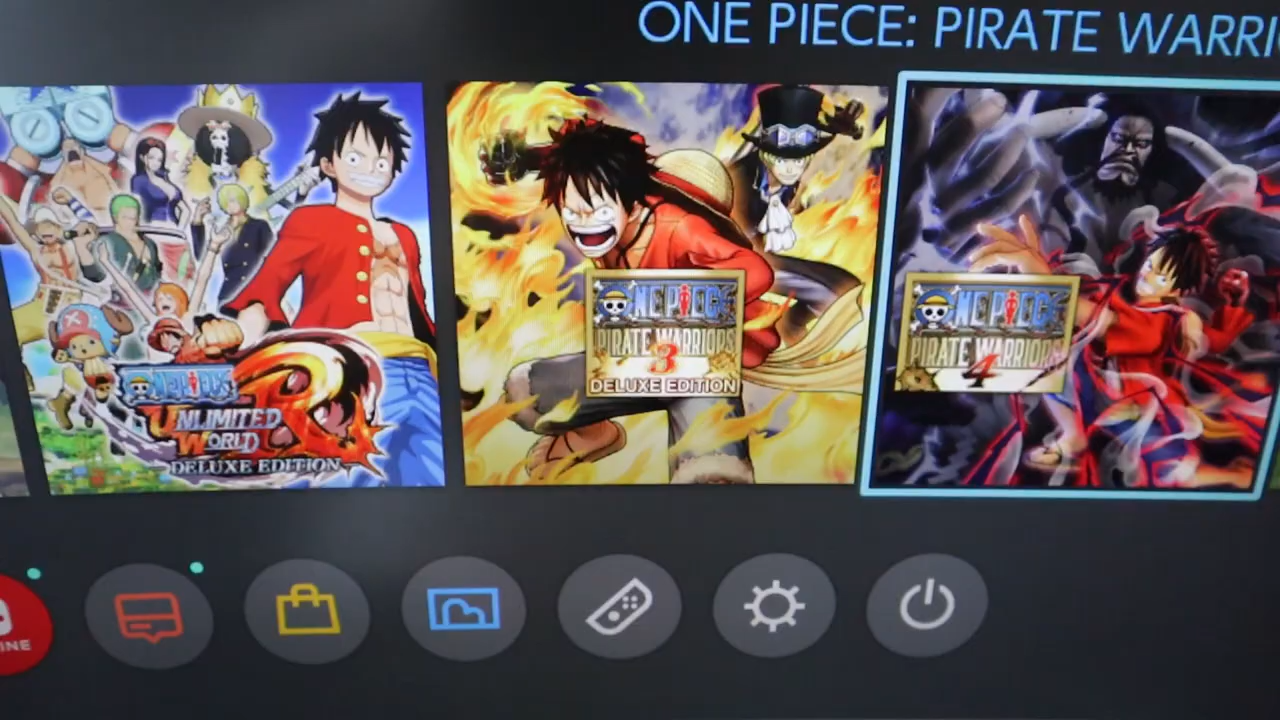 ONE PIECE: PIRATE WARRI
ONE PIECE
UNLIMITED
WORLD R
DELUXE EDITION
ONE PIECE
PIRATE WARRIORS
3
DELUXE EDITION
ONE PIECE
PIRATE WARRIORS
4
INE